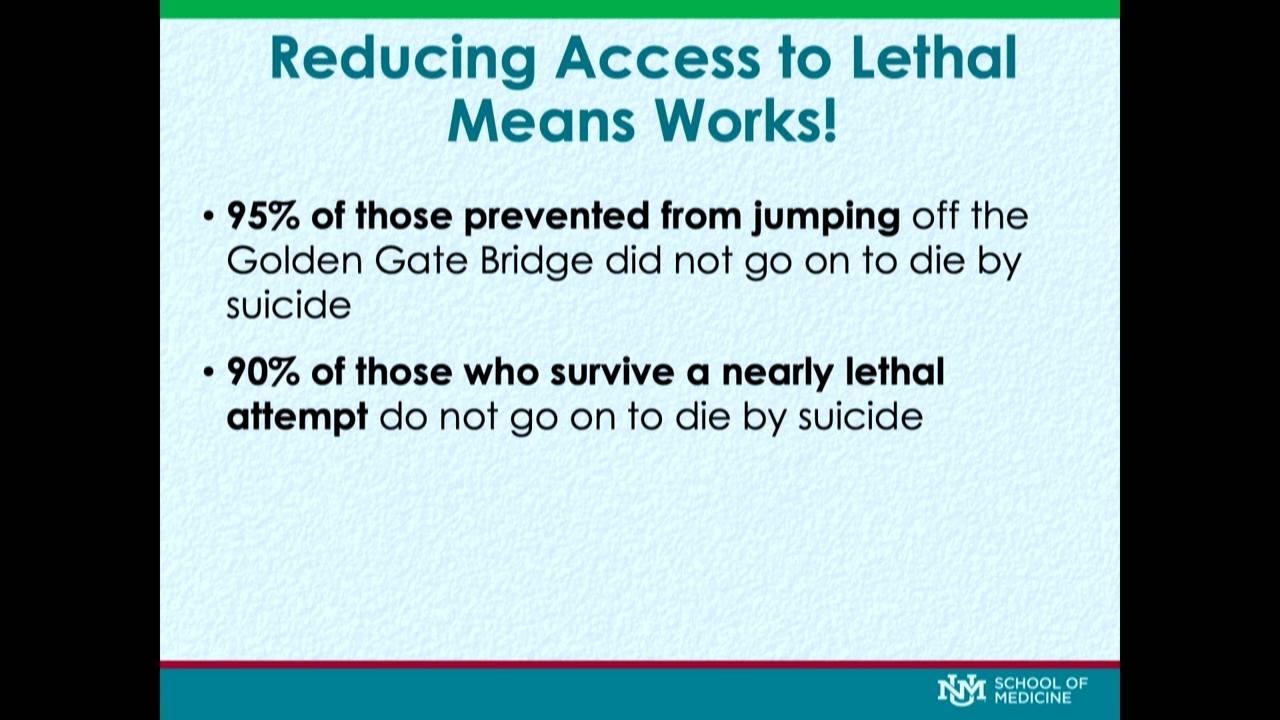 Reducing Access to Lethal
Means Works!
• 95% of those prevented from jumping off the
Golden Gate Bridge did not go on to die by
suicide
• 90% of those who survive a nearly lethal
attempt do not go on to die by suicide
UNM SCHOOL OF
MEDICINE